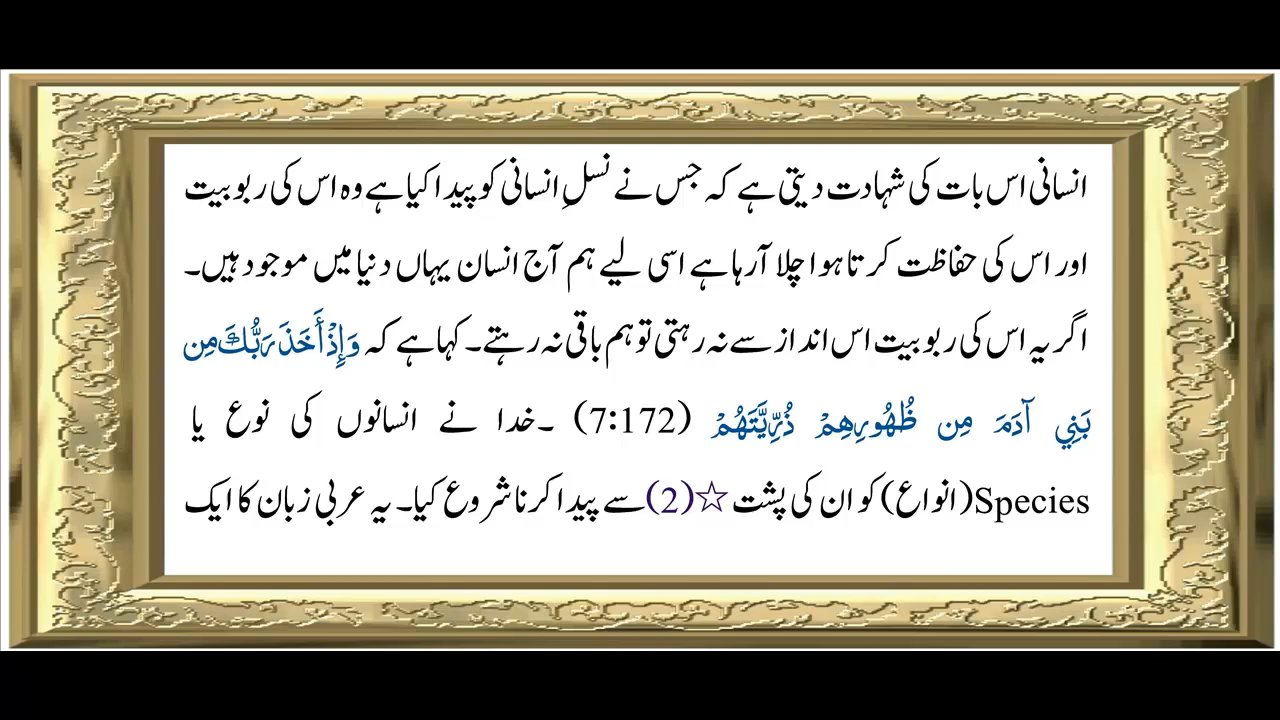 انسانی اس بات کی شہادت دیتی ہے کہ جس نے نسلِ انسانی کو پیدا کیا ہے وہ اس کی ربوبیت
اور اس کی حفاظت کرتا ہوا چلا آرہا ہے اسی لیے ہم آج انسان یہاں دنیا میں موجود ہیں۔
اگر یہ اس کی ربوبیت اس انداز سے نہ رہتی تو ہم باقی نہ رہتے۔ کہا ہے کہ وَإِذْ أَخَذَ رَبُّكَ مِن
بَنِي آدَمَ مِن ظُهُورِهِمْ ذُرِّيَّتَهُمْ (7:172) ۔خدا نے انسانوں کی نوع یا
Species(انواع) کو ان کی پشت ☆(2) سے پیدا کرنا شروع کیا۔ یہ عربی زبان کا ایک